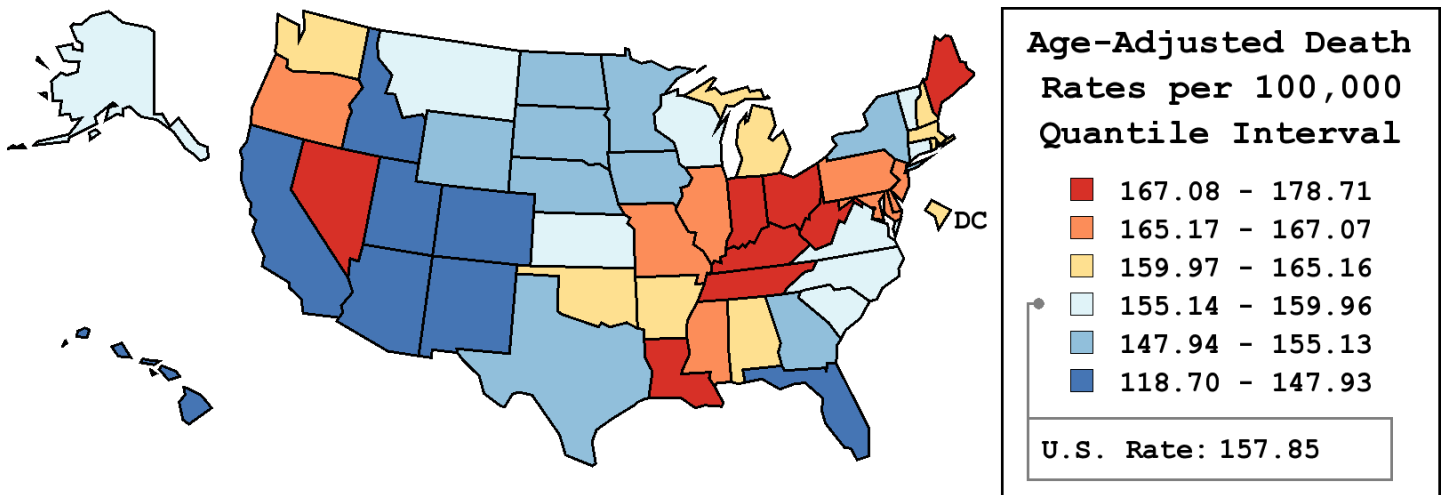 Age-Adjusted Death
Rates per 100,000
Quantile Interval
167.08 - 178.71
165.17 - 167.07
159.97 - 165.16
155.14 - 159.96
147.94 - 155.13
118.70 - 147.93
U.S. Rate: 157.85
DC